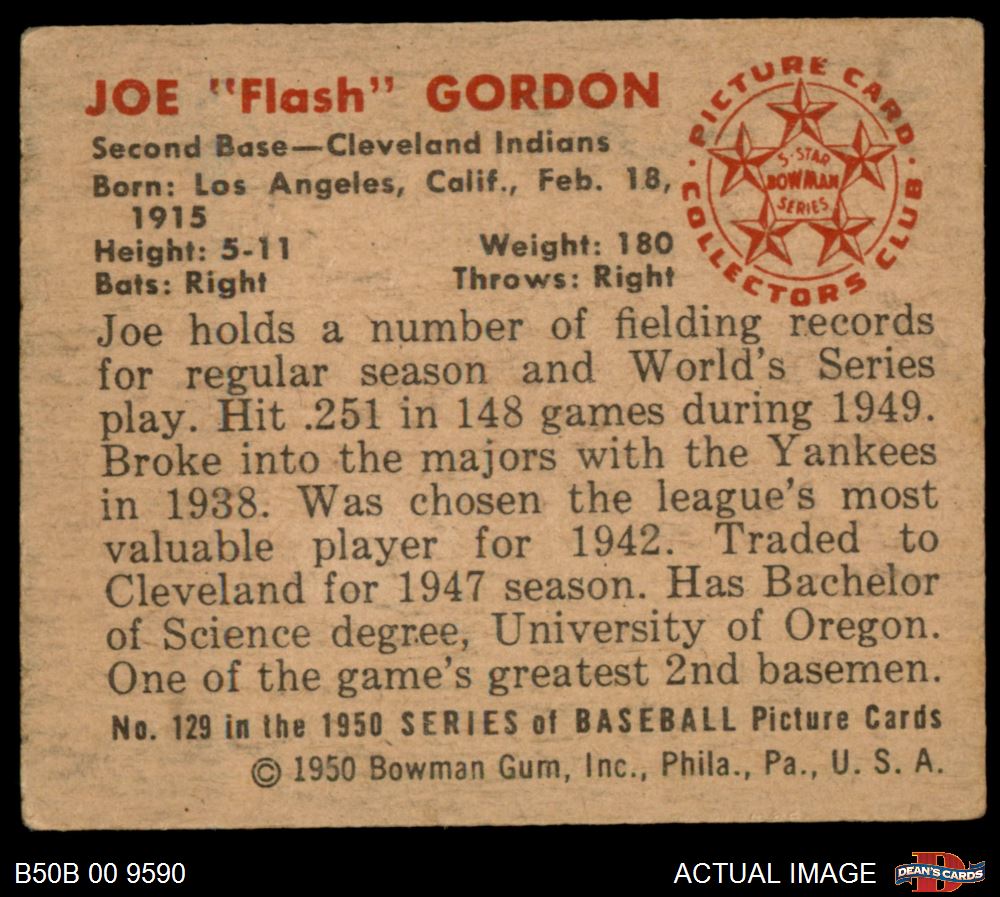 JOE "Flash" GORDON
Second Base—Cleveland Indians
Born: Los Angeles, Calif., Feb. 18,
1915
Height: 5-11 Weight: 180
Bats: Right Throws: Right
PICTURE CARD
COLLECTORS CLUB
5-STAR
BOWMAN
SERIES
Joe holds a number of fielding records
for regular season and World's Series
play. Hit .251 in 148 games during 1949.
Broke into the majors with the Yankees
in 1938. Was chosen the league's most
valuable player for 1942. Traded to
Cleveland for 1947 season. Has Bachelor
of Science degree, University of Oregon.
One of the game's greatest 2nd basemen.
No. 129 in the 1950 SERIES of BASEBALL Picture Cards
© 1950 Bowman Gum, Inc., Phila., Pa., U. S. A.
B50B 00 9590
ACTUAL IMAGE
D
DEAN'S CARDS